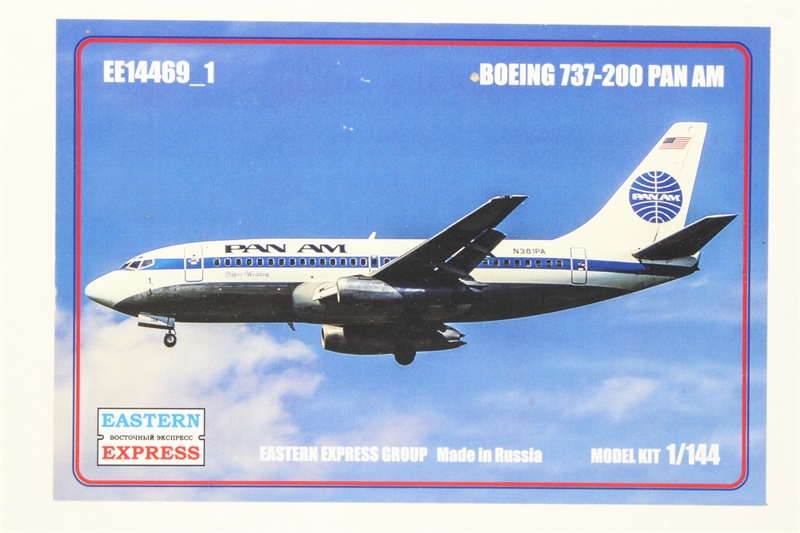 EE14469_1
BOEING 737-200 PAN AM
PAN AM
PAN AM
N381PA
EASTERN
ВОСТОЧНЫЙ ЭКСПРЕСС
EXPRESS
EASTERN EXPRESS GROUP Made in Russia
MODEL KIT 1/144